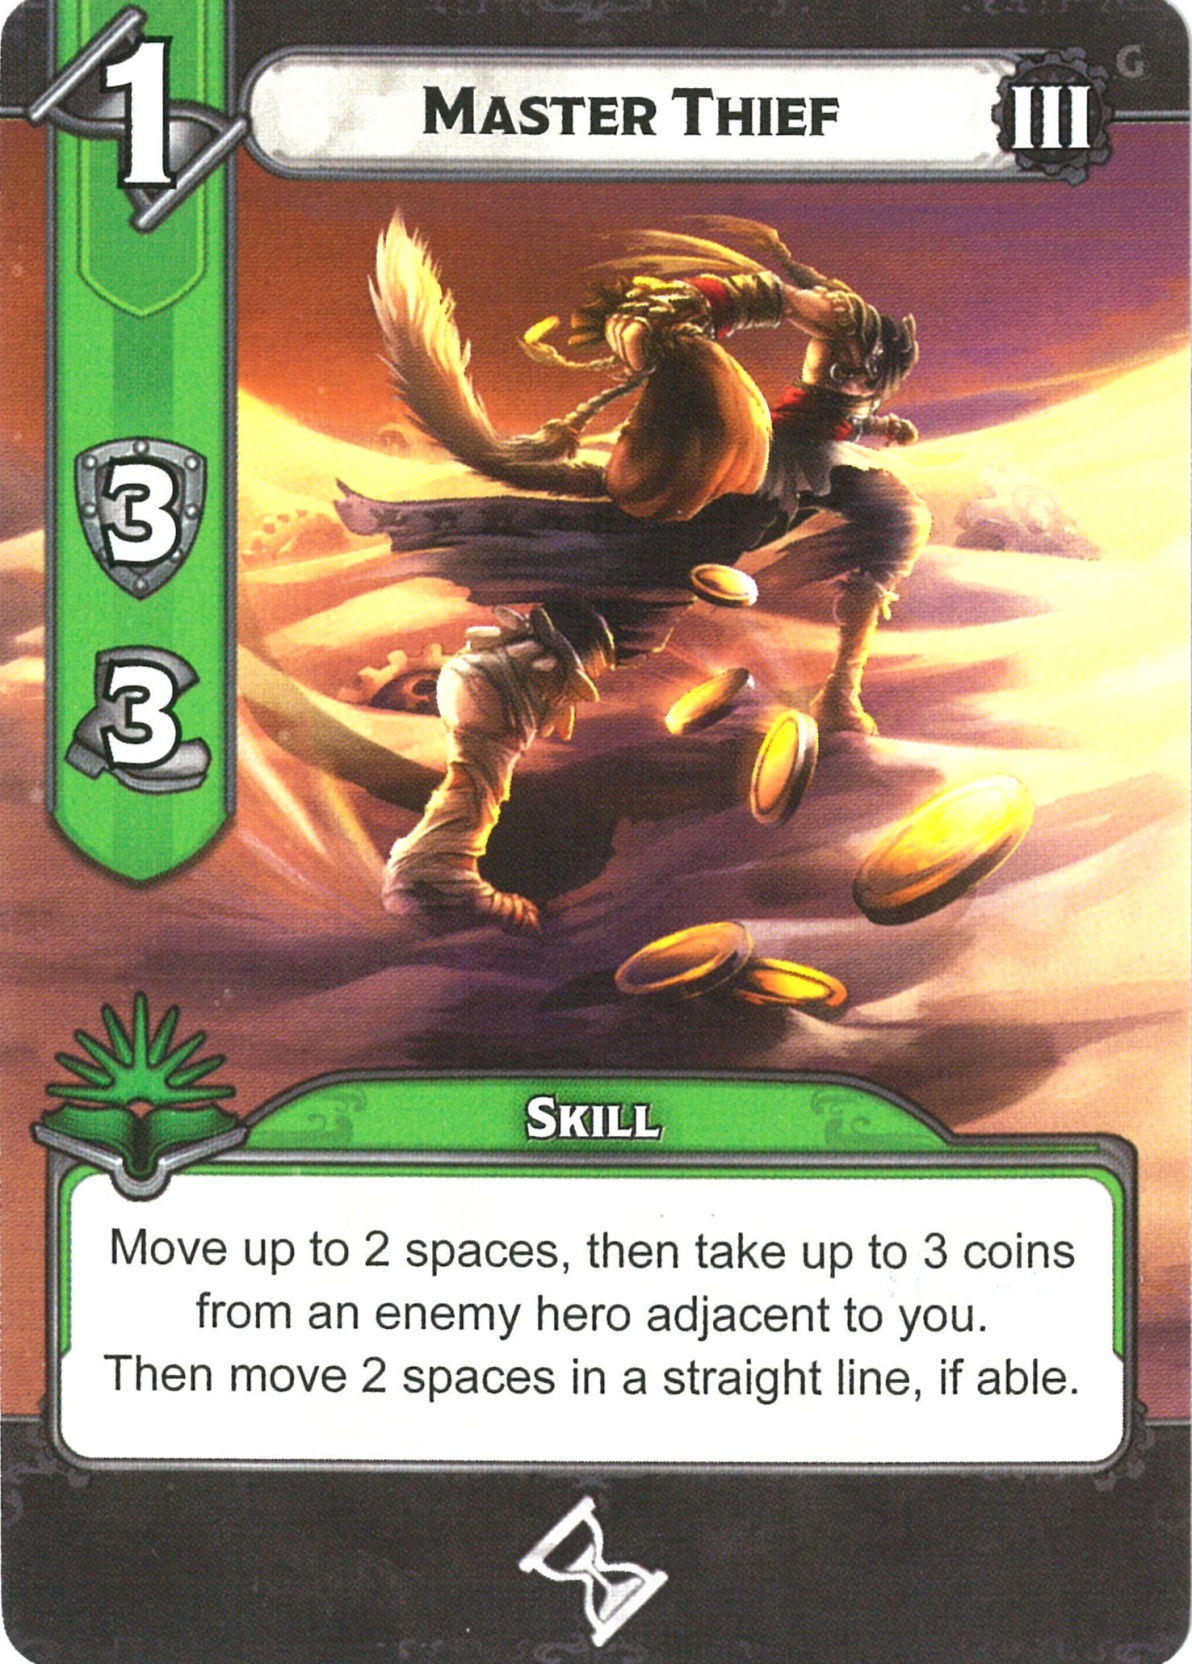 1
MASTER THIEF
III
G
3
3
SKILL
Move up to 2 spaces, then take up to 3 coins
from an enemy hero adjacent to you.
Then move 2 spaces in a straight line, if able.